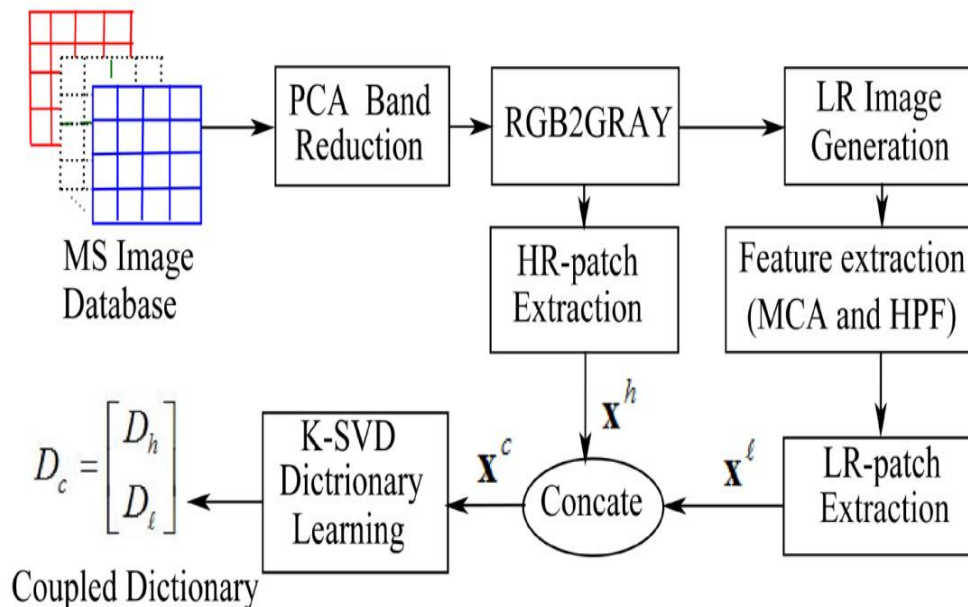 MS Image
Database
PCA Band
Reduction
RGB2GRAY
LR Image
Generation
HR-patch
Extraction
Feature extraction
(MCA and HPF)
x^h
LR-patch
Extraction
x^ℓ
Concate
x^c
K-SVD
Dictrionary
Learning
D_c = [D_h
D_ℓ]
Coupled Dictionary